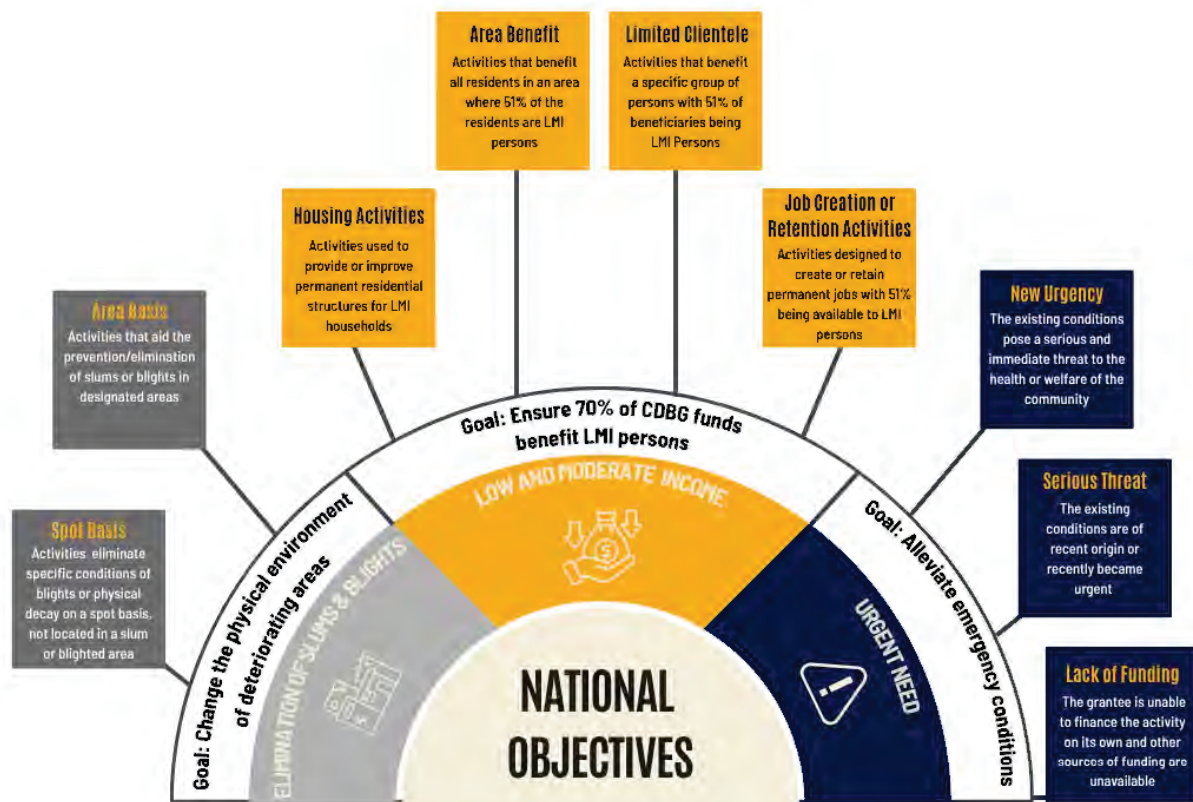 Area Benefit
Activities that benefit
all residents in an area
where 51% of the
residents are LMI
persons
Limited Clientele
Activities that benefit
a specific group of
persons with 51% of
beneficiaries being
LMI Persons
Housing Activities
Activities used to
provide or improve
permanent residential
structures for LMI
households
Job Creation or
Retention Activities
Activities designed to
create or retain
permanent jobs with 51%
being available to LMI
persons
Area Basis
Activities that aid the
prevention/elimination
of slums or blights in
designated areas
New Urgency
The existing conditions
pose a serious and
immediate threat to the
health or welfare of the
community
Spot Basis
Activities eliminate
specific conditions of
blights or physical
decay on a spot basis,
not located in a slum
or blighted area
Serious Threat
The existing
conditions are of
recent origin or
recently became
urgent
Lack of Funding
The grantee is unable
to finance the activity
on its own and other
sources of funding are
unavailable
Goal: Change the physical environment
of deteriorating areas
Goal: Ensure 70% of CDBG funds
benefit LMI persons
Goal: Alleviate emergency conditions
ELIMINATION OF SLUMS & BLIGHTS
LOW AND MODERATE INCOME
URGENT NEED
NATIONAL
OBJECTIVES